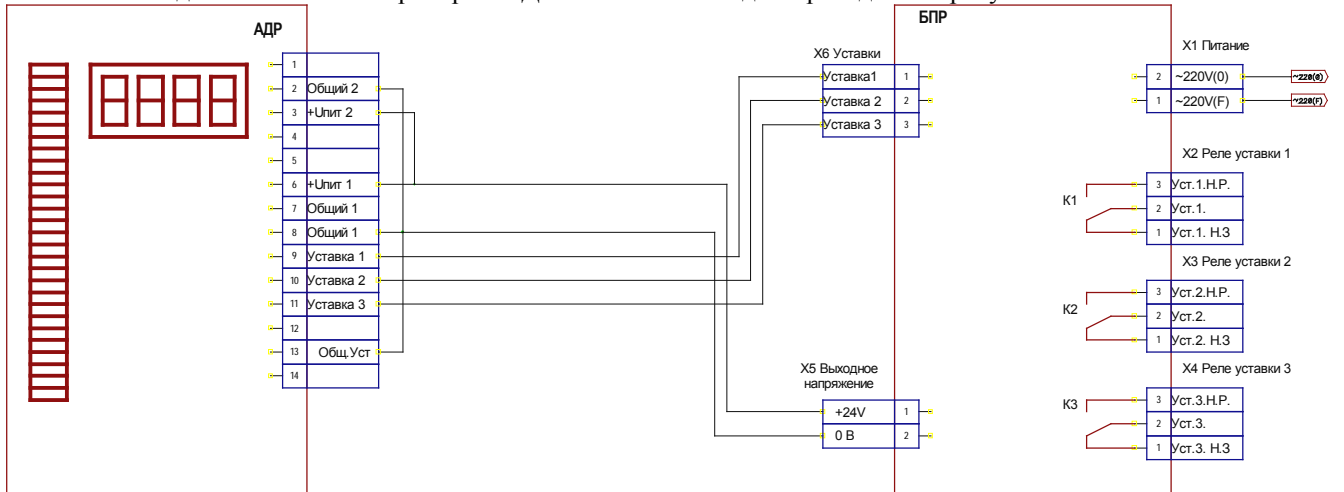 АДР
1
2 Общий 2
3 +Uпит 2
4
5
6 +Uпит 1
7 Общий 1
8 Общий 1
9 Уставка 1
10 Уставка 2
11 Уставка 3
12
13 Общ.Уст
14
БПР
X6 Уставки
Уставка1 1
Уставка 2 2
Уставка 3 3
X5 Выходное
напряжение
+24V 1
0 В 2
X1 Питание
2 ~220V(0) ~220(0)
1 ~220V(F) ~220(F)
X2 Реле уставки 1
K1
3 Уст.1.Н.Р.
2 Уст.1.
1 Уст.1. Н.З
X3 Реле уставки 2
K2
3 Уст.2.Н.Р.
2 Уст.2.
1 Уст.2. Н.З
X4 Реле уставки 3
K3
3 Уст.3.Н.Р.
2 Уст.3.
1 Уст.3. Н.З